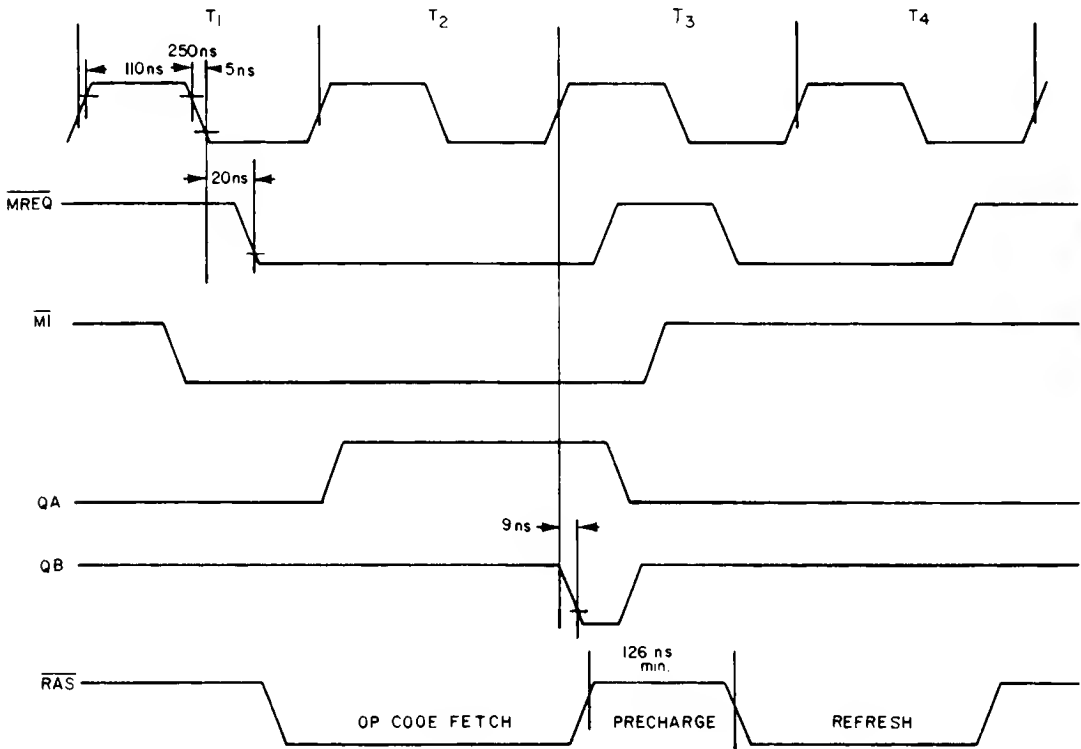 T1 T2 T3 T4
250ns
110ns 5ns
20ns
MREQ
MI
QA
9ns
QB
126 ns
min.
RAS OP CODE FETCH PRECHARGE REFRESH